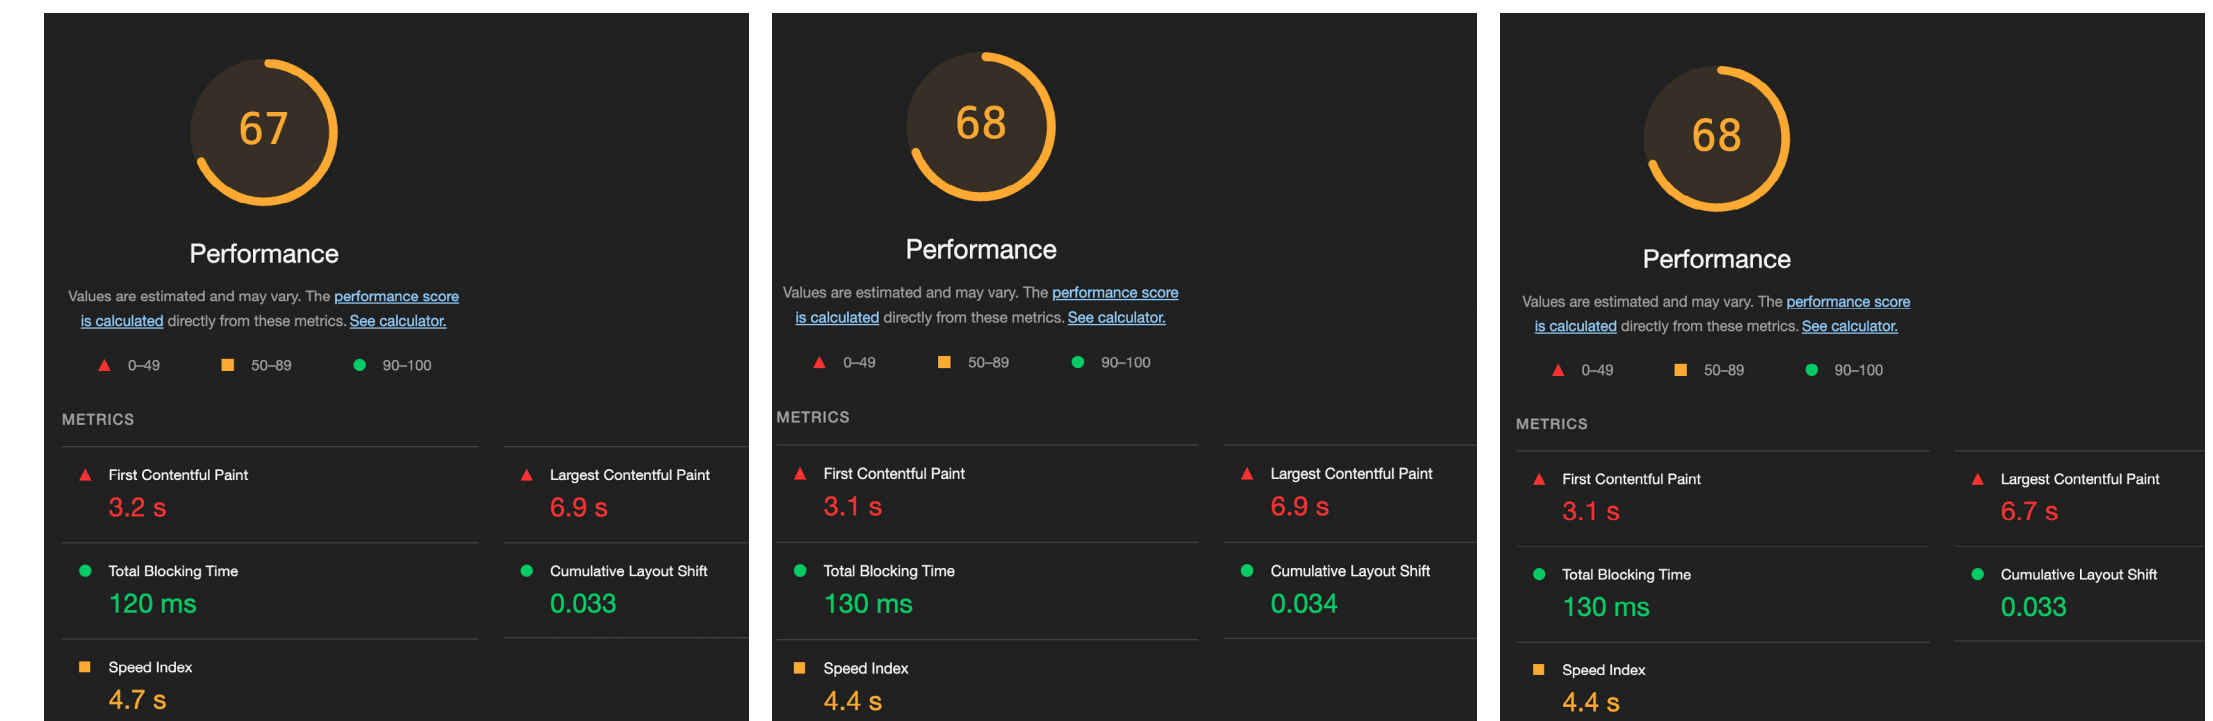 67
Performance
Values are estimated and may vary. The performance score
is calculated directly from these metrics. See calculator.
0–49 50–89 90–100
METRICS
First Contentful Paint
3.2 s
Largest Contentful Paint
6.9 s
Total Blocking Time
120 ms
Cumulative Layout Shift
0.033
Speed Index
4.7 s
68
Performance
Values are estimated and may vary. The performance score
is calculated directly from these metrics. See calculator.
0–49 50–89 90–100
METRICS
First Contentful Paint
3.1 s
Largest Contentful Paint
6.9 s
Total Blocking Time
130 ms
Cumulative Layout Shift
0.034
Speed Index
4.4 s
68
Performance
Values are estimated and may vary. The performance score
is calculated directly from these metrics. See calculator.
0–49 50–89 90–100
METRICS
First Contentful Paint
3.1 s
Largest Contentful Paint
6.7 s
Total Blocking Time
130 ms
Cumulative Layout Shift
0.033
Speed Index
4.4 s